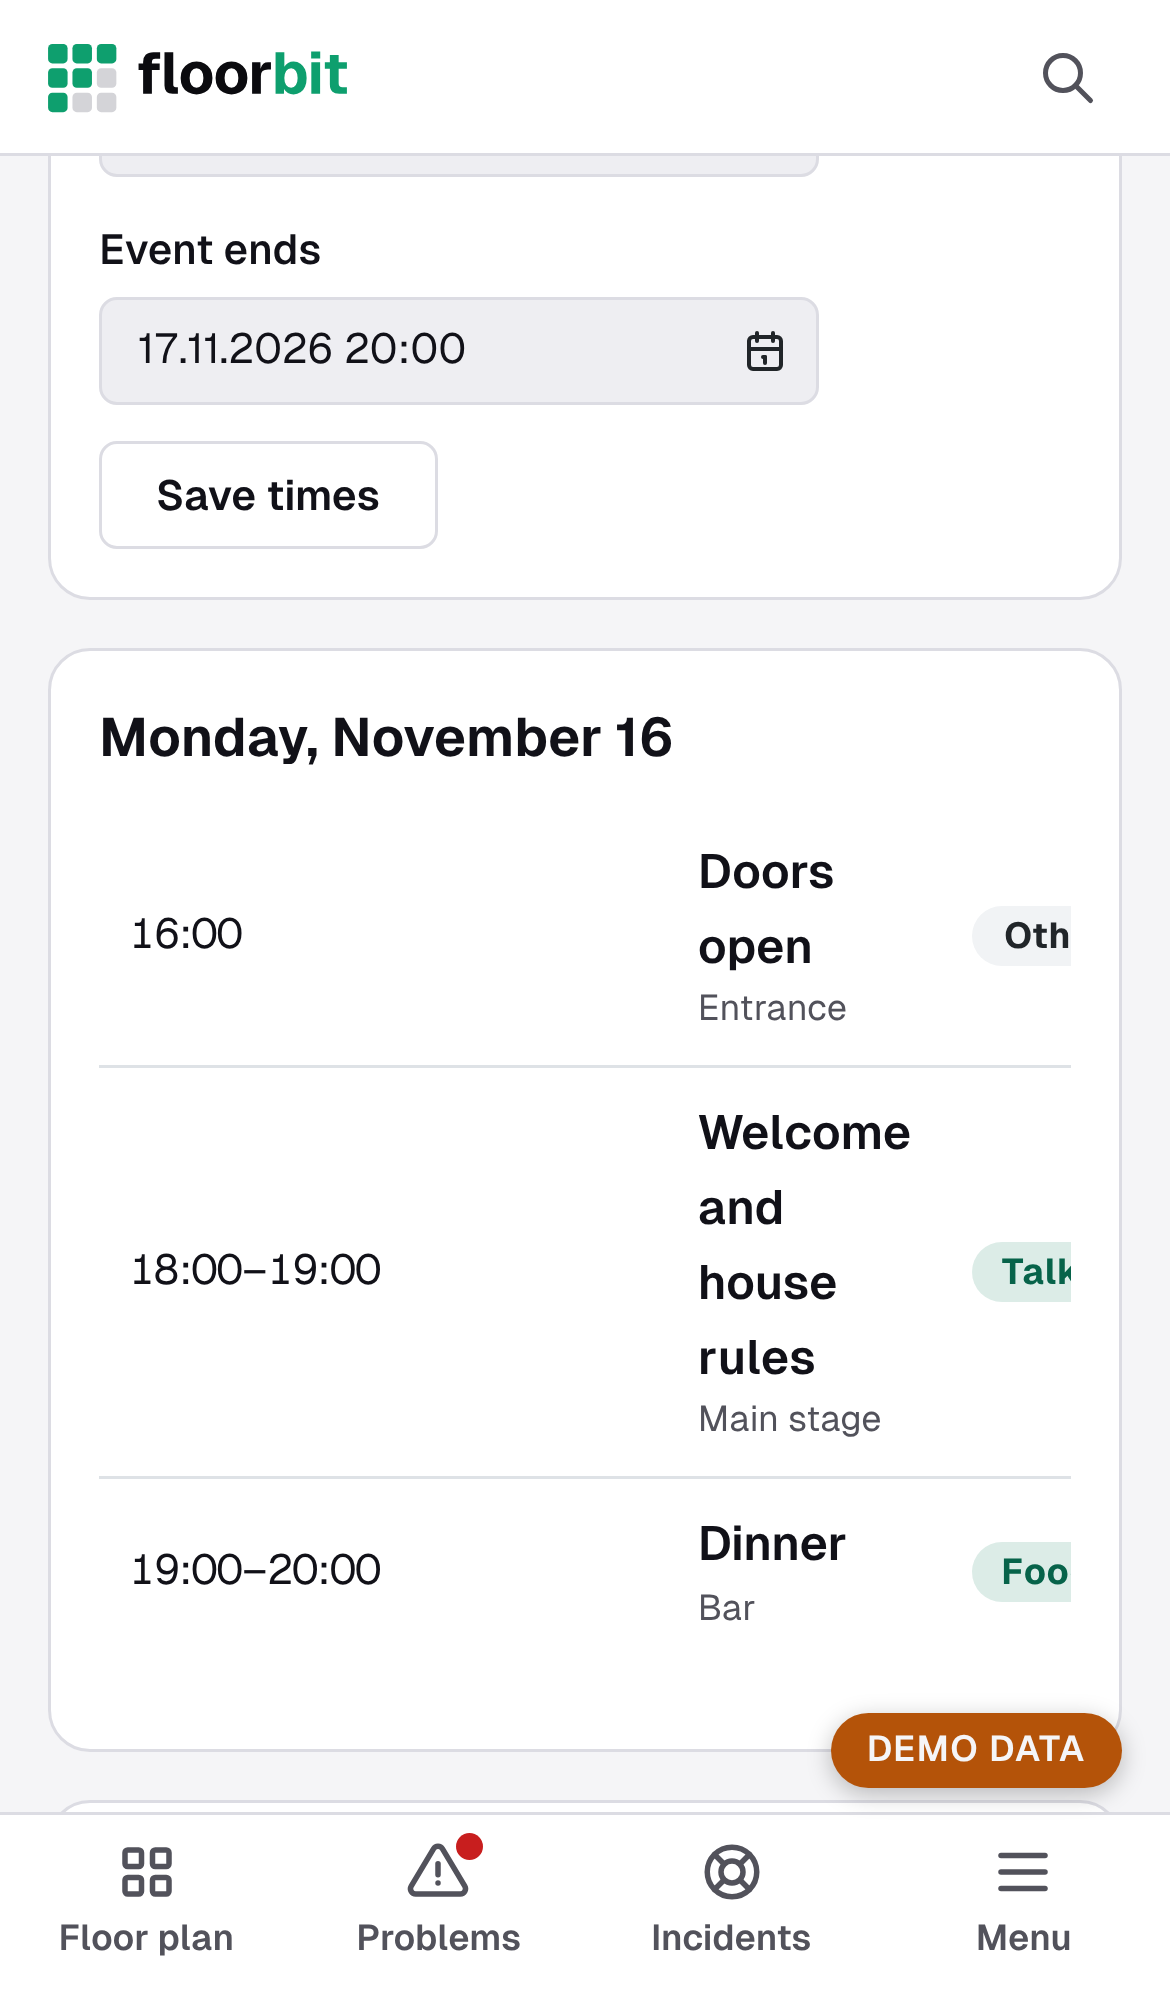 floorbit
Event ends
17.11.2026 20:00
Save times
Monday, November 16
16:00
Doors
open
Entrance
Oth
18:00–19:00
Welcome
and
house
rules
Main stage
Talk
19:00–20:00
Dinner
Bar
Foo
DEMO DATA
Floor plan
Problems
Incidents
Menu